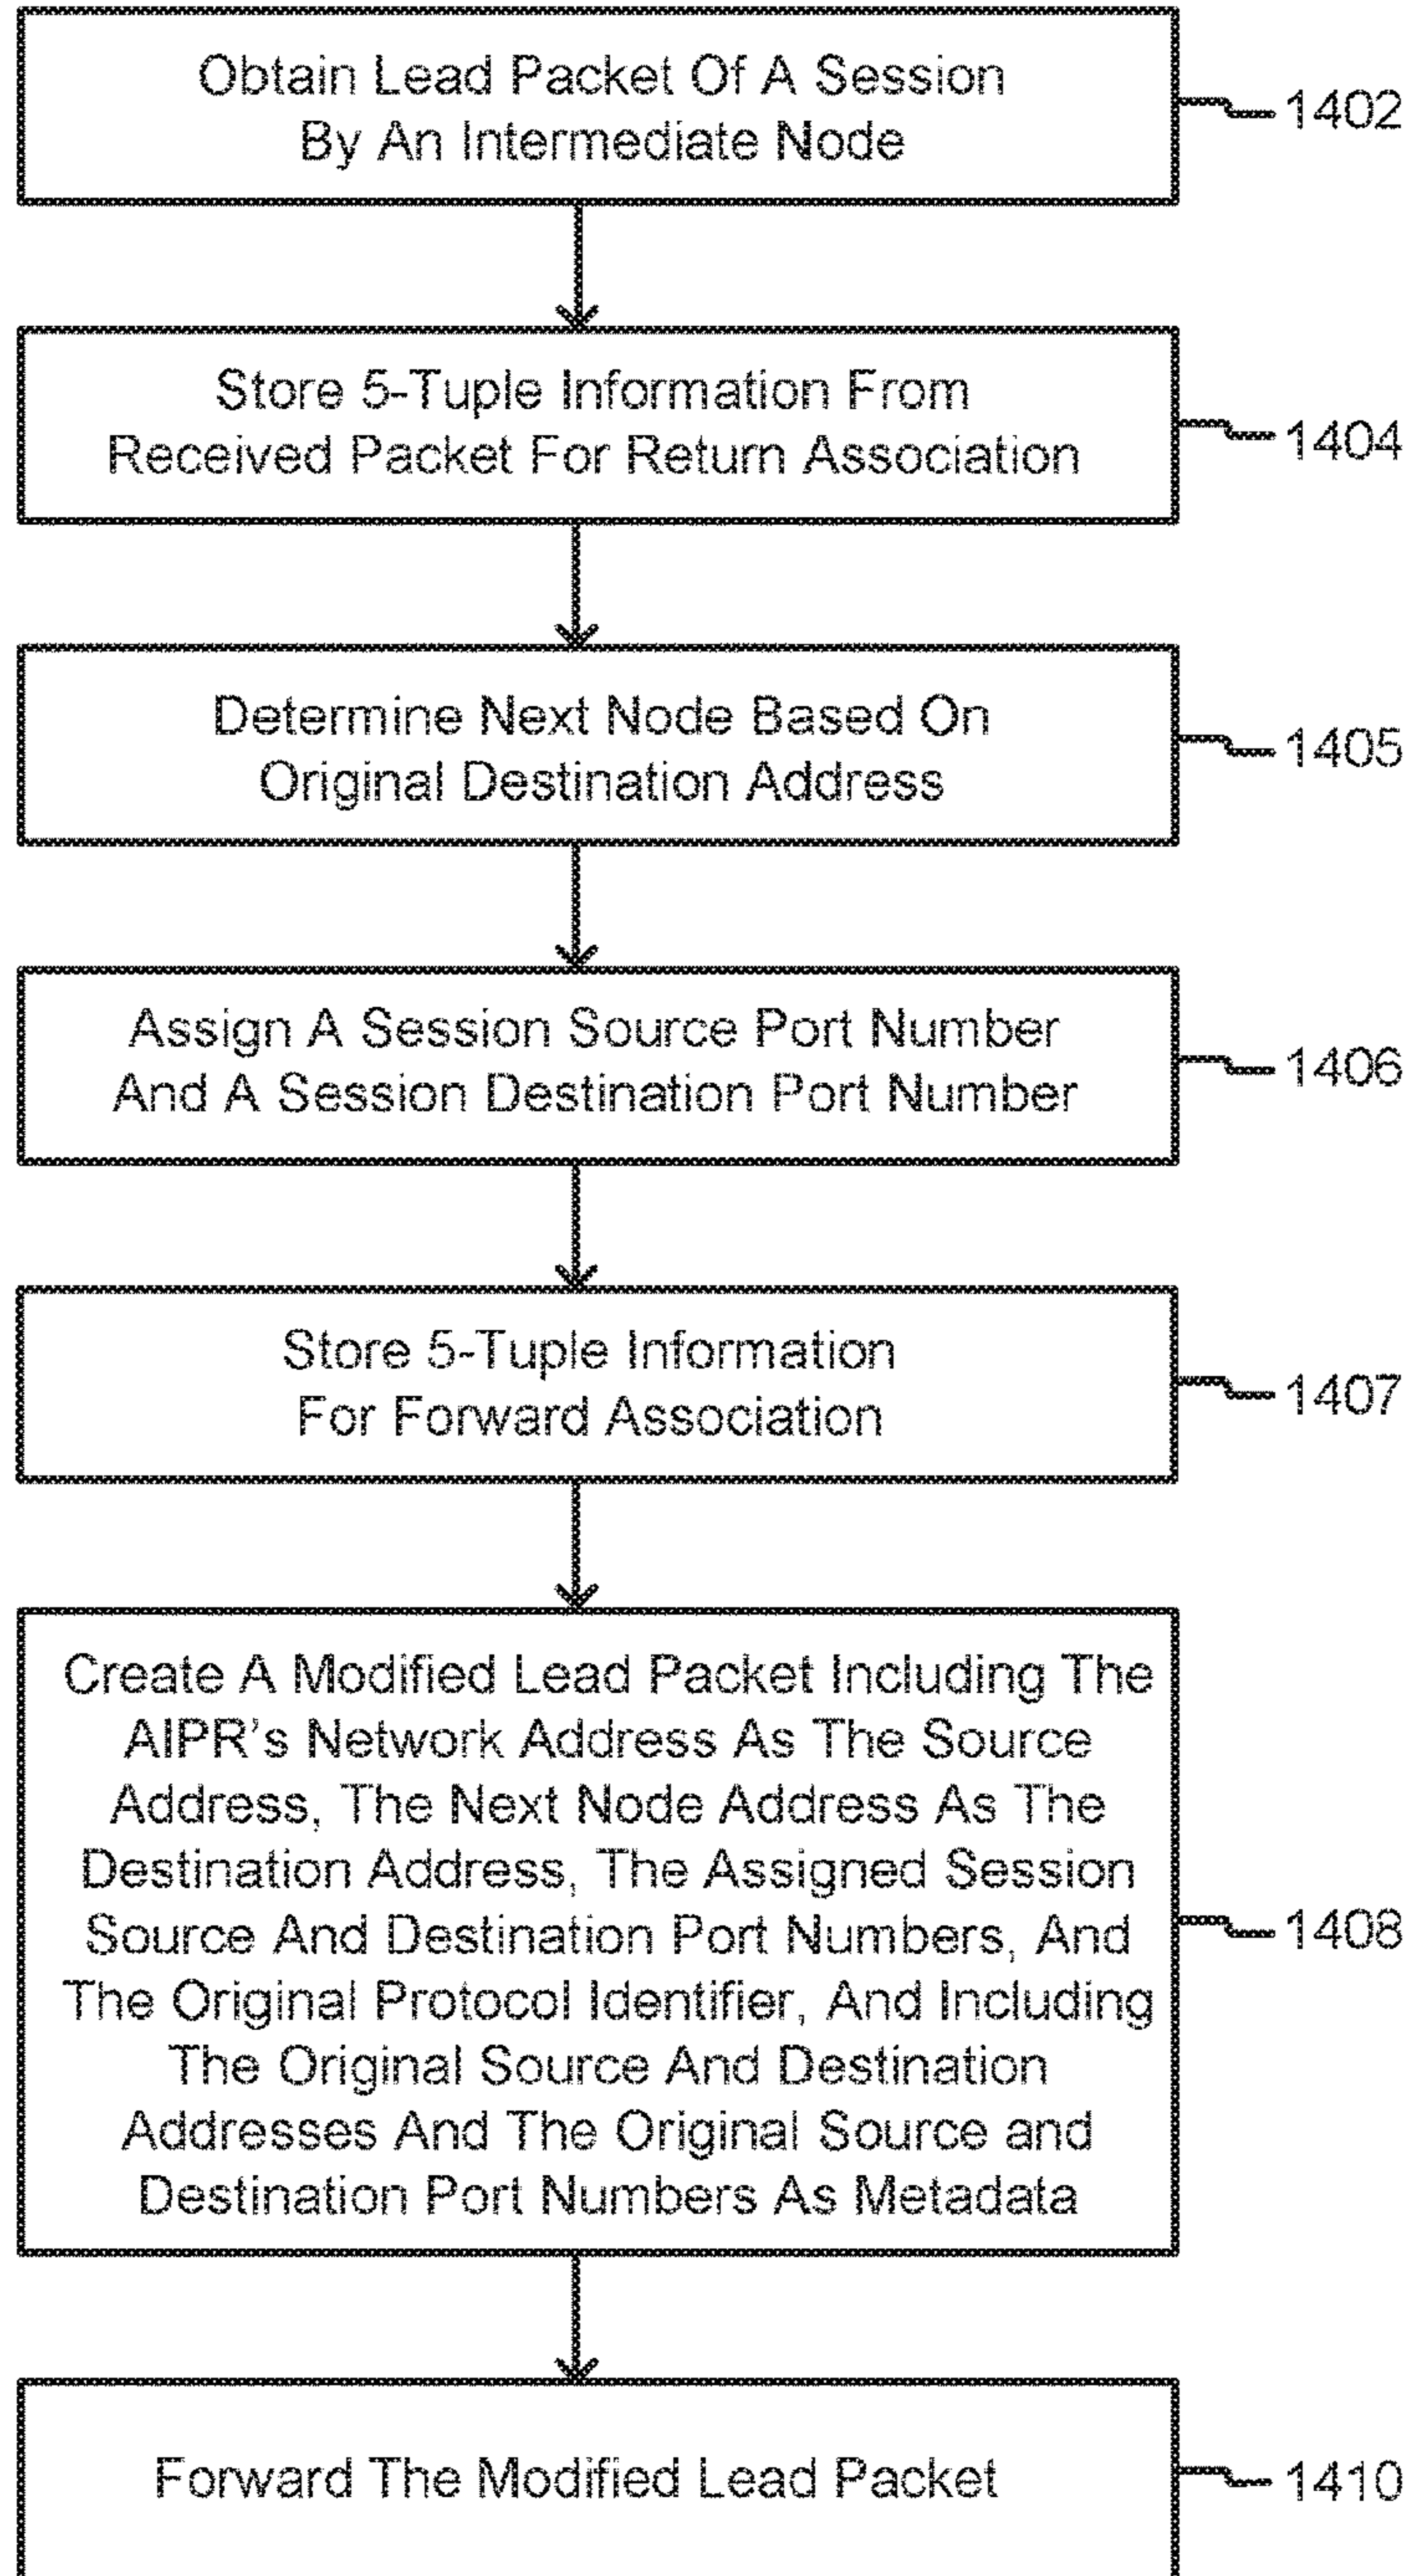 Obtain Lead Packet Of A Session
By An Intermediate Node
1402
Store 5-Tuple Information From
Received Packet For Return Association
1404
Determine Next Node Based On
Original Destination Address
1405
Assign A Session Source Port Number
And A Session Destination Port Number
1406
Store 5-Tuple Information
For Forward Association
1407
Create A Modified Lead Packet Including The
AIPR's Network Address As The Source
Address, The Next Node Address As The
Destination Address, The Assigned Session
Source And Destination Port Numbers, And
The Original Protocol Identifier, And Including
The Original Source And Destination
Addresses And The Original Source and
Destination Port Numbers As Metadata
1408
Forward The Modified Lead Packet
1410